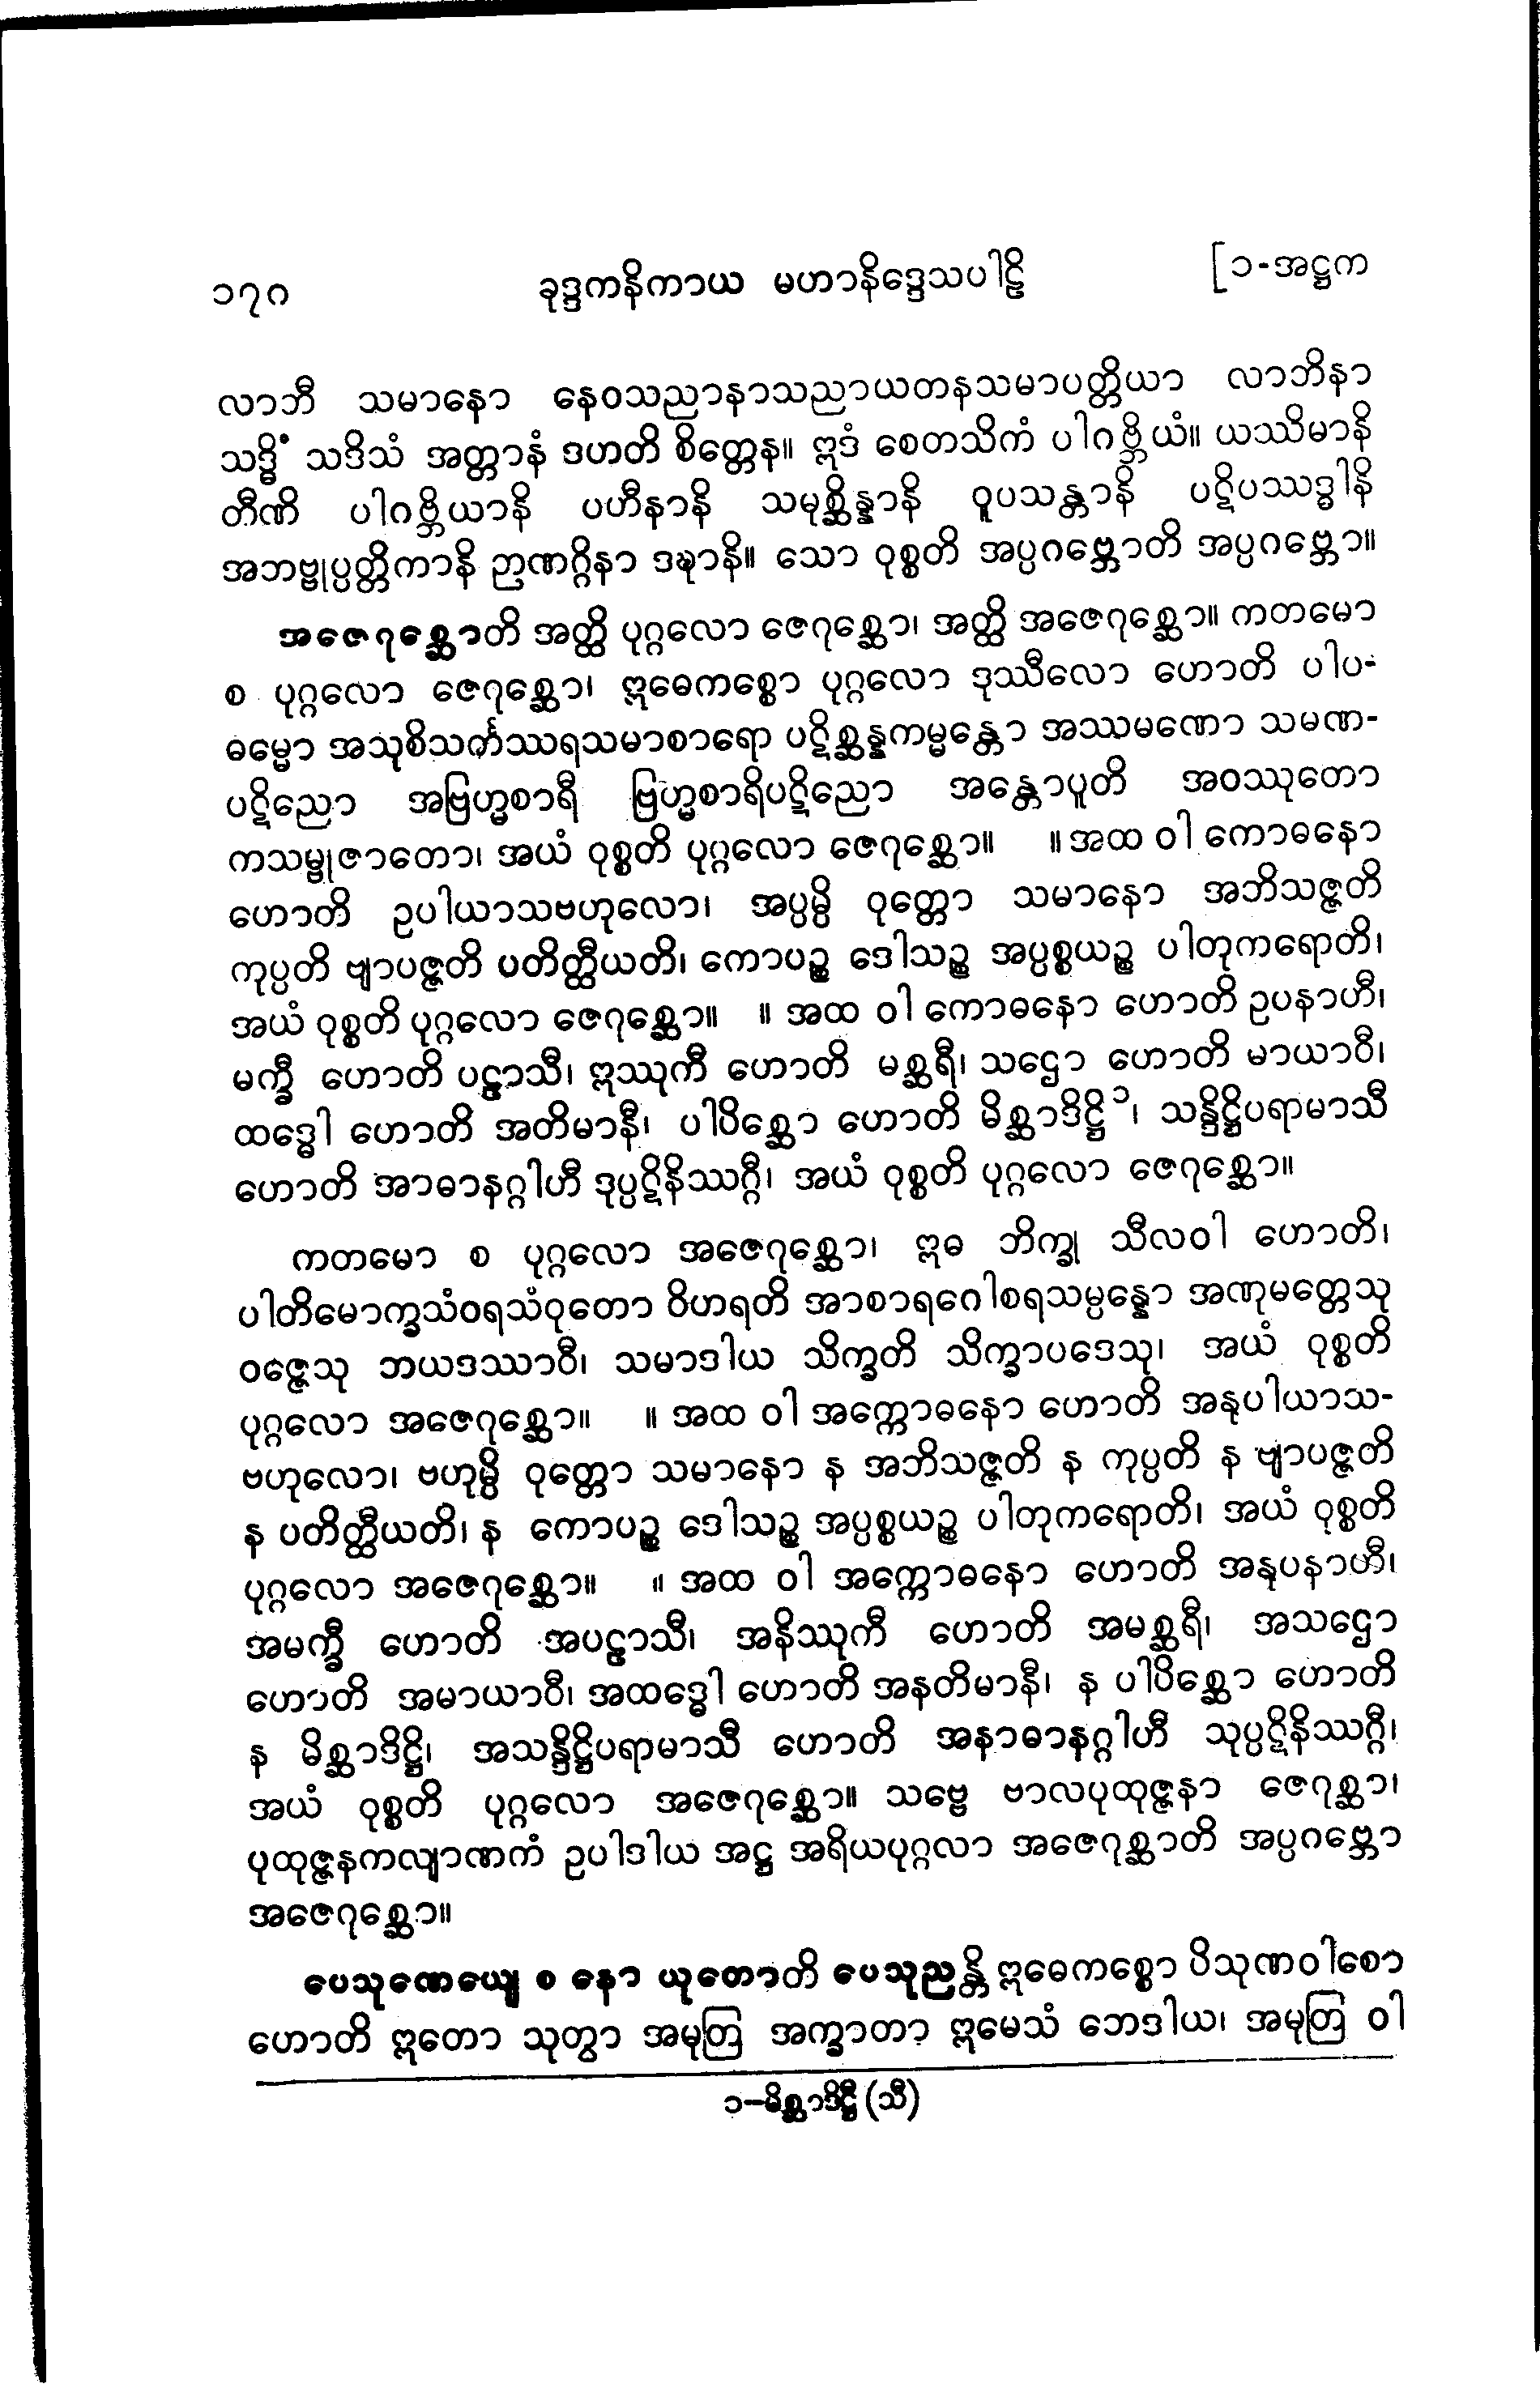 ၁၇၈ ခုဒ္ဒကနိကာယ မဟာနိဒ္ဒေသပါဠိ [၁-အဋ္ဌက
လာဘီ သမာနော နေဝသညာနာသညာယတနသမာပတ္တိယာ လာဘိနာ
သဒ္ဓိံ သဒိသံ အတ္တာနံ ဒဟတိ စိတ္တေန။ ဣဒံ စေတသိကံ ပါဂဗ္ဘိယံ။ ယဿိမာနိ
တီဏိ ပါဂဗ္ဘိယာနိ ပဟီနာနိ သမုစ္ဆိန္နာနိ ဝူပသန္တာနိ ပဋိပဿဒ္ဓါနိ
အဘဗ္ဗုပ္ပတ္တိကာနိ ဉာဏဂ္ဂိနာ ဒဍ္ဎာနိ။ သော ဝုစ္စတိ အပ္ပဂဗ္ဘောတိ အပ္ပဂဗ္ဘော။
အဇေဂုစ္ဆောတိ အတ္ထိ ပုဂ္ဂလော ဇေဂုစ္ဆော၊ အတ္ထိ အဇေဂုစ္ဆော။ ကတမော
စ ပုဂ္ဂလော ဇေဂုစ္ဆော၊ ဣဓေကစ္စော ပုဂ္ဂလော ဒုဿီလော ဟောတိ ပါပ-
ဓမ္မော အသုစိသင်္ကဿရသမာစာရော ပဋိစ္ဆန္နကမ္မန္တော အဿမဏော သမဏ-
ပဋိညော အဗြဟ္မစာရီ ဗြဟ္မစာရိပဋိညော အန္တောပူတိ အဝဿုတော
ကသမ္ဗုဇာတော၊ အယံ ဝုစ္စတိ ပုဂ္ဂလော ဇေဂုစ္ဆော။ ။ အထ ဝါ ကောဓနော
ဟောတိ ဥပါယာသဗဟုလော၊ အပ္ပမ္ပိ ဝုတ္တော သမာနော အဘိသဇ္ဇတိ
ကုပ္ပတိ ဗျာပဇ္ဇတိ ပတိတ္ထီယတိ၊ ကောပဉ္စ ဒေါသဉ္စ အပ္ပစ္စယဉ္စ ပါတုကရောတိ၊
အယံ ဝုစ္စတိ ပုဂ္ဂလော ဇေဂုစ္ဆော။ ။ အထ ဝါ ကောဓနော ဟောတိ ဥပနာဟီ၊
မက္ခီ ဟောတိ ပဠာသီ၊ ဣဿုကီ ဟောတိ မစ္ဆရီ၊ သဌော ဟောတိ မာယာဝီ၊
ထဒ္ဓေါ ဟောတိ အတိမာနီ၊ ပါပိစ္ဆော ဟောတိ မိစ္ဆာဒိဋ္ဌိ၁၊ သန္ဒိဋ္ဌိပရာမာသီ
ဟောတိ အာဓာနဂ္ဂါဟီ ဒုပ္ပဋိနိဿဂ္ဂီ၊ အယံ ဝုစ္စတိ ပုဂ္ဂလော ဇေဂုစ္ဆော။
ကတမော စ ပုဂ္ဂလော အဇေဂုစ္ဆော၊ ဣဓ ဘိက္ခု သီလဝါ ဟောတိ၊
ပါတိမောက္ခသံဝရသံဝုတော ဝိဟရတိ အာစာရဂေါစရသမ္ပန္နော အဏုမတ္တေသု
ဝဇ္ဇေသု ဘယဒဿာဝီ၊ သမာဒါယ သိက္ခတိ သိက္ခာပဒေသု၊ အယံ ဝုစ္စတိ
ပုဂ္ဂလော အဇေဂုစ္ဆော။ ။ အထ ဝါ အက္ကောဓနော ဟောတိ အနုပါယာသ-
ဗဟုလော၊ ဗဟုမ္ပိ ဝုတ္တော သမာနော န အဘိသဇ္ဇတိ န ကုပ္ပတိ န ဗျာပဇ္ဇတိ
န ပတိတ္ထီယတိ၊ န ကောပဉ္စ ဒေါသဉ္စ အပ္ပစ္စယဉ္စ ပါတုကရောတိ၊ အယံ ဝုစ္စတိ
ပုဂ္ဂလော အဇေဂုစ္ဆော။ ။ အထ ဝါ အက္ကောဓနော ဟောတိ အနုပနာဟီ၊
အမက္ခီ ဟောတိ အပဠာသီ၊ အနိဿုကီ ဟောတိ အမစ္ဆရီ၊ အသဌော
ဟောတိ အမာယာဝီ၊ အထဒ္ဓေါ ဟောတိ အနတိမာနီ၊ န ပါပိစ္ဆော ဟောတိ
န မိစ္ဆာဒိဋ္ဌိ၊ အသန္ဒိဋ္ဌိပရာမာသီ ဟောတိ အနာဓာနဂ္ဂါဟီ သုပ္ပဋိနိဿဂ္ဂီ၊
အယံ ဝုစ္စတိ ပုဂ္ဂလော အဇေဂုစ္ဆော။ သဗ္ဗေ ဗာလပုထုဇ္ဇနာ ဇေဂုစ္ဆာ၊
ပုထုဇ္ဇနကလျာဏကံ ဥပါဒါယ အဋ္ဌ အရိယပုဂ္ဂလာ အဇေဂုစ္ဆာတိ အပ္ပဂဗ္ဘော
အဇေဂုစ္ဆော။
ပေသုဏေယျေ စ နော ယုတောတိ ပေသုညန္တိ ဣဓေကစ္စော ပိသုဏဝါစော
ဟောတိ ဣတော သုတွာ အမုတြ အက္ခာတာ ဣမေသံ ဘေဒါယ၊ အမုတြ ဝါ
၁-မိစ္ဆာဒိဋ္ဌီ (သီ)